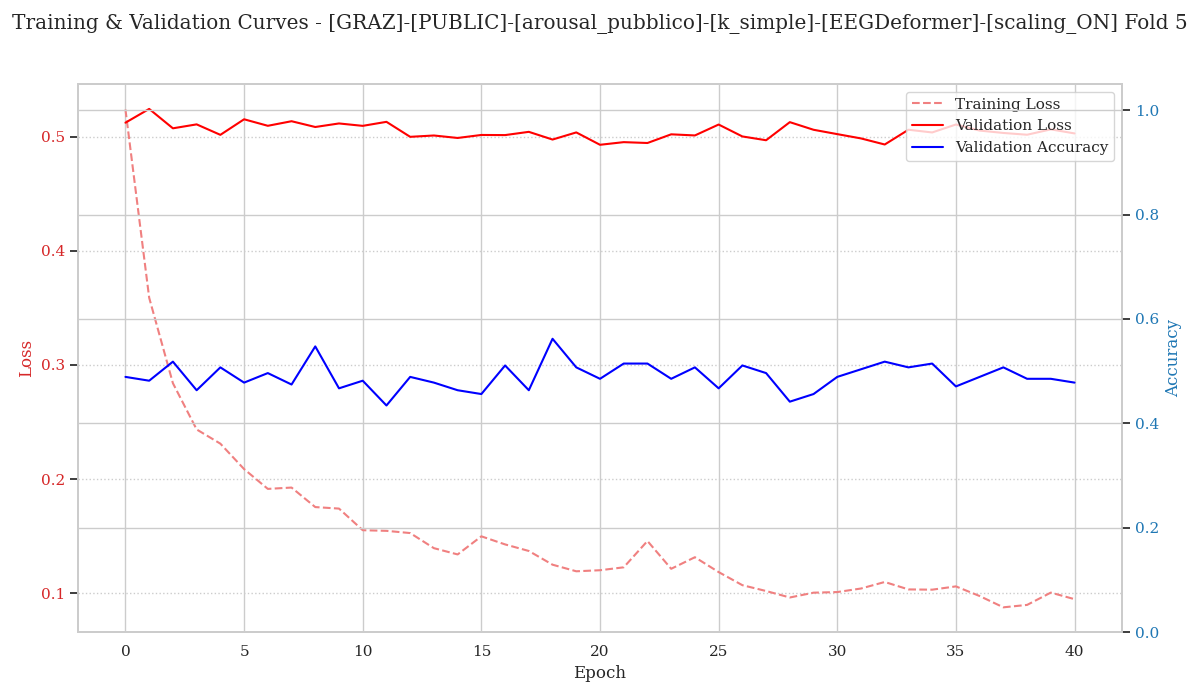 Training & Validation Curves - [GRAZ]-[PUBLIC]-[arousal_pubblico]-[k_simple]-[EEGDeformer]-[scaling_ON] Fold 5
Training Loss
Validation Loss
Validation Accuracy
Loss
0.5
0.4
0.3
0.2
0.1
1.0
0.8
0.6
0.4
0.2
0.0
Accuracy
0 5 10 15 20 25 30 35 40
Epoch